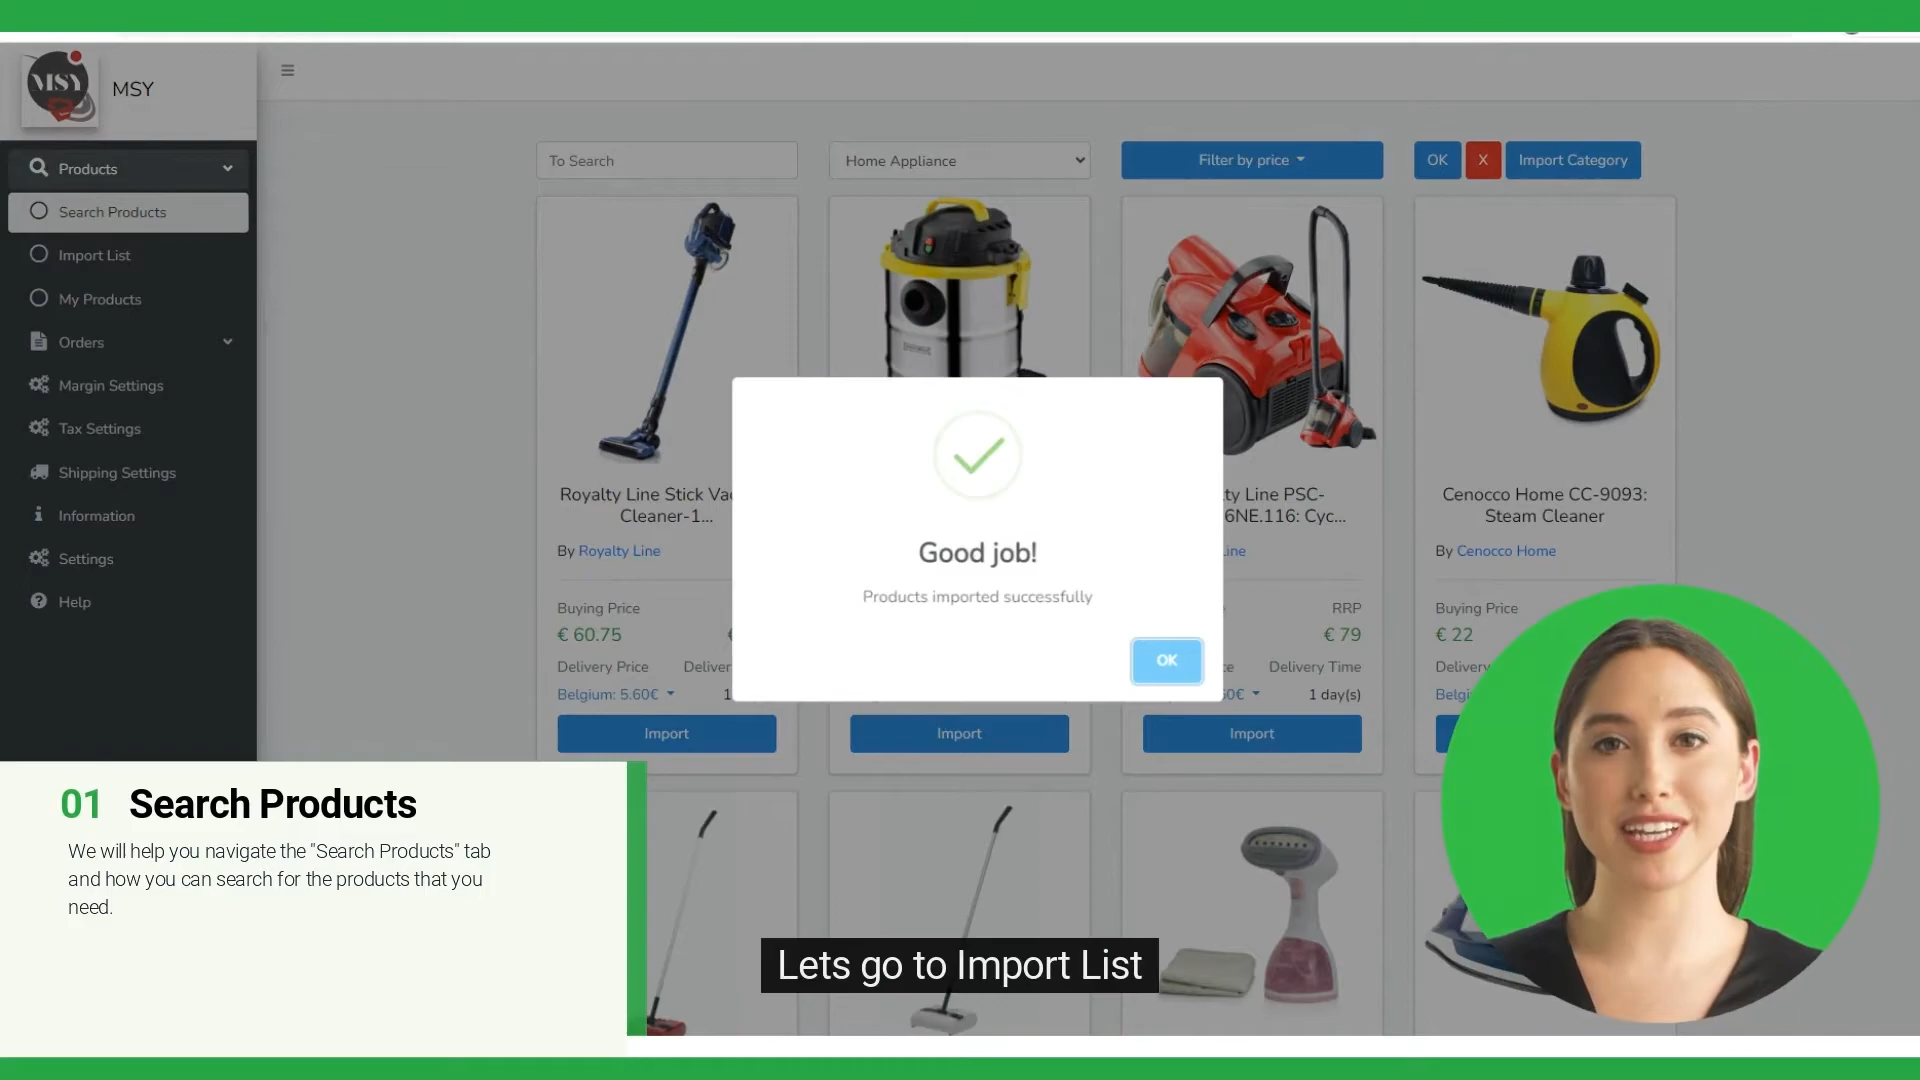 MSY
MSY
Products
Search Products
Import List
My Products
Orders
Margin Settings
Tax Settings
Shipping Settings
Information
Settings
Help
To Search
Home Appliance
Filter by price
OK
X
Import Category
Royalty Line Stick Va
Cleaner-1...
By Royalty Line
Buying Price
€ 60.75
Delivery Price
Belgium: 5.60€
Import
Import
ty Line PSC-
6NE.116: Cyc...
ine
RRP
€ 79
Delivery Time
1 day(s)
Import
Cenocco Home CC-9093:
Steam Cleaner
By Cenocco Home
Buying Price
€ 22
Good job!
Products imported successfully
OK
01 Search Products
We will help you navigate the "Search Products" tab
and how you can search for the products that you
need.
Lets go to Import List